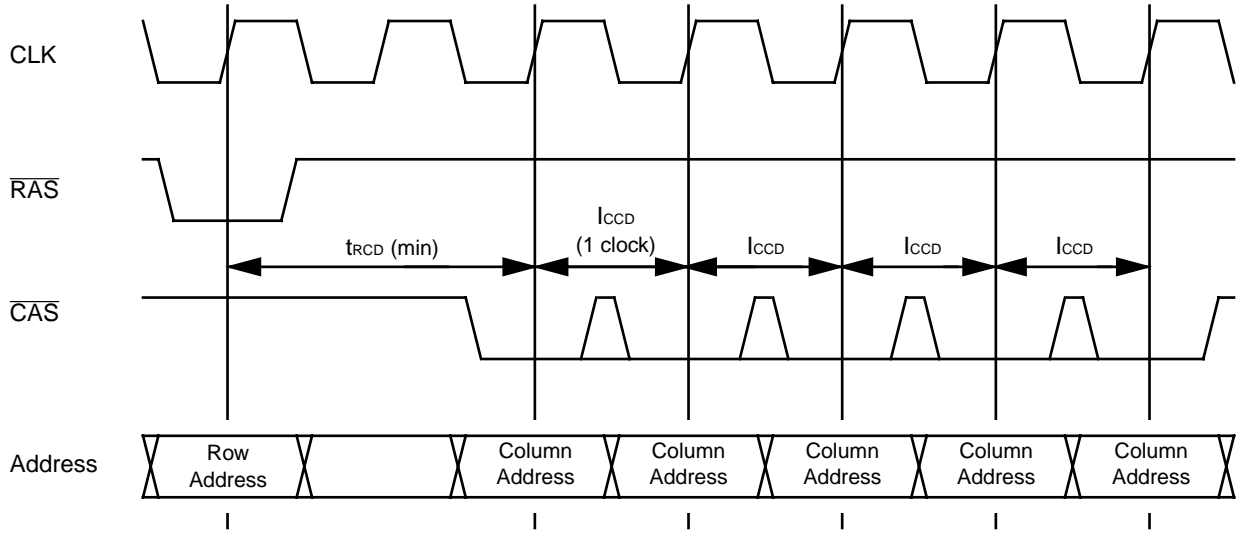 CLK
RAS
ICCD
(1 clock)
tRCD (min)
ICCD
ICCD
ICCD
CAS
Address
Row
Address
Column
Address
Column
Address
Column
Address
Column
Address
Column
Address